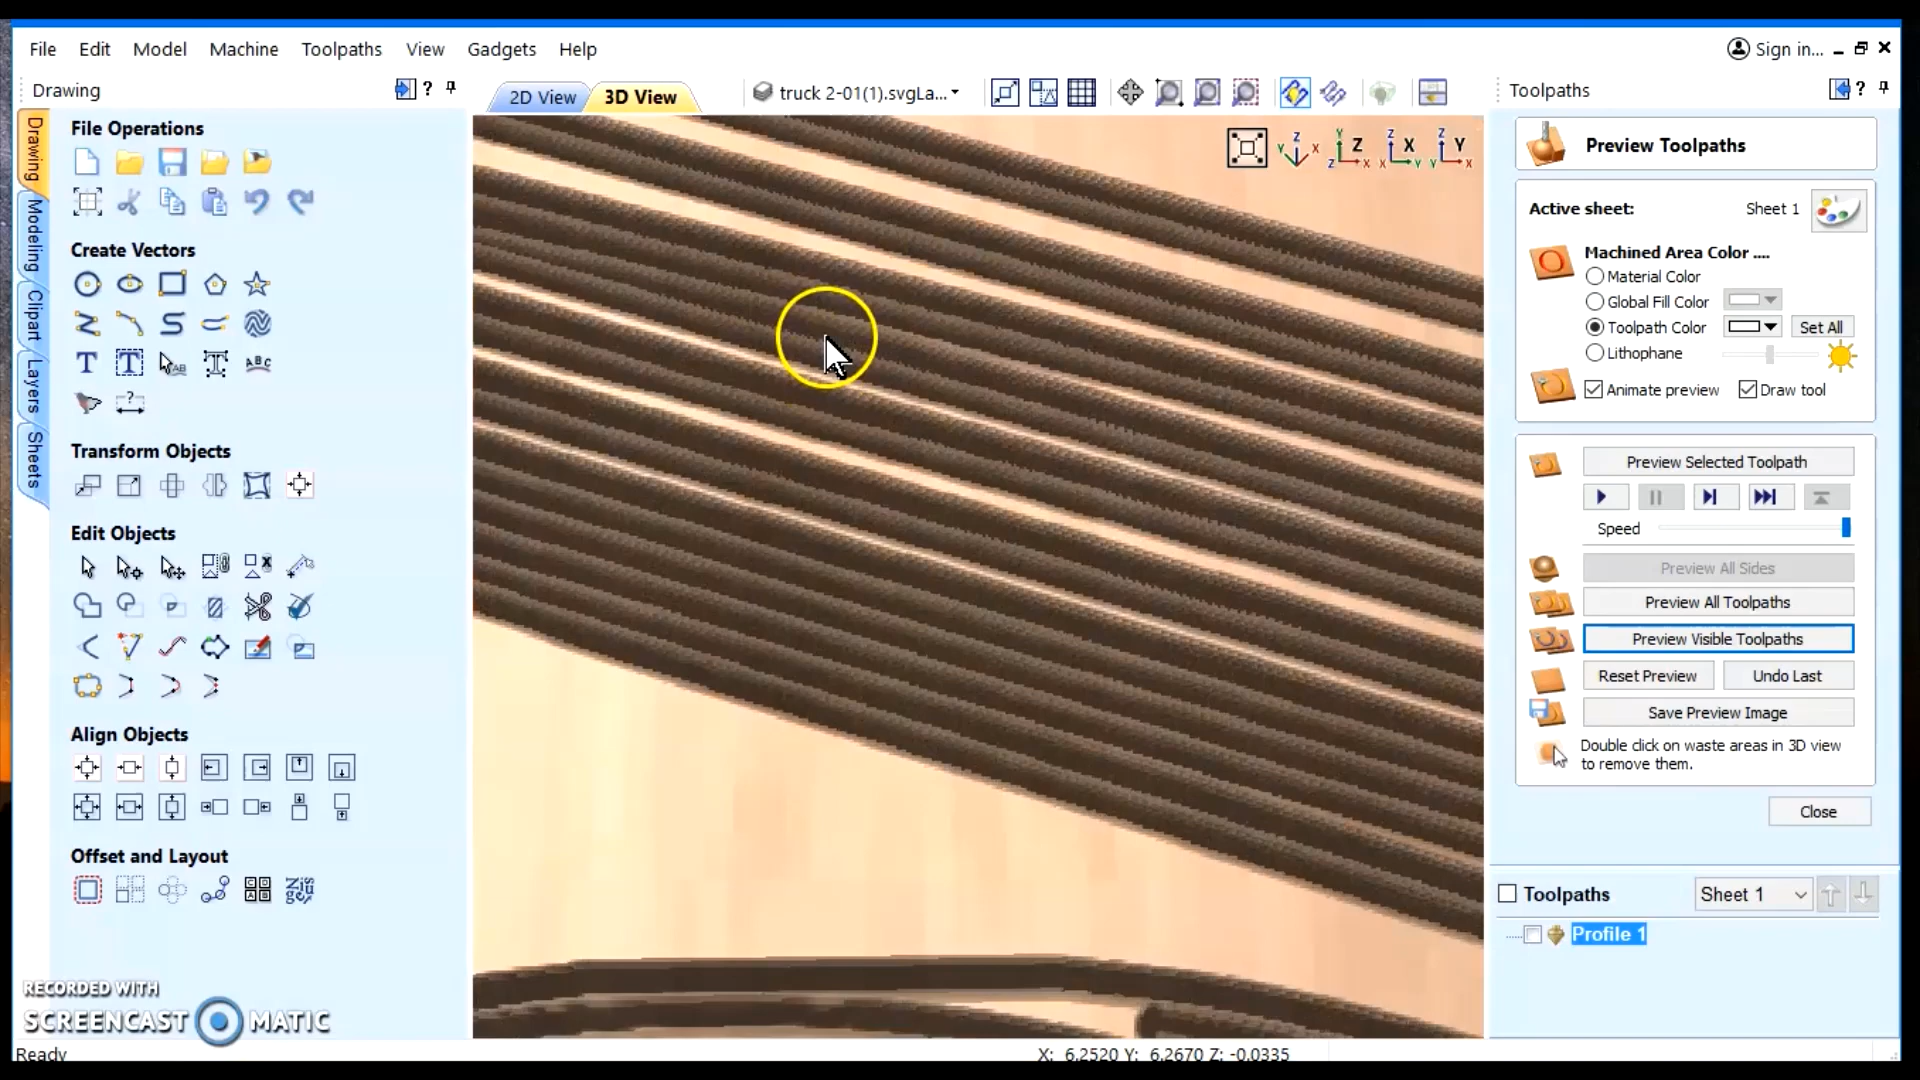 File Edit Model Machine Toolpaths View Gadgets Help
Sign in...
Drawing
2D View
3D View
truck 2-01(1).svgLa...
Toolpaths
Drawing
Modeling
Clipart
Layers
Sheets
File Operations
Create Vectors
Transform Objects
Edit Objects
Align Objects
Offset and Layout
Z
Y X
Y
Z
Z X
Z
X
X Y
Z
Y
Y X
Preview Toolpaths
Active sheet: Sheet 1
Machined Area Color ....
Material Color
Global Fill Color
Toolpath Color
Set All
Lithophane
Animate preview
Draw tool
Preview Selected Toolpath
Speed
Preview All Sides
Preview All Toolpaths
Preview Visible Toolpaths
Reset Preview
Undo Last
Save Preview Image
Double click on waste areas in 3D view
to remove them.
Close
Toolpaths
Sheet 1
Profile 1
RECORDED WITH
SCREENCAST MATIC
Ready
X: 6.2520 Y: 6.2670 Z: -0.0335